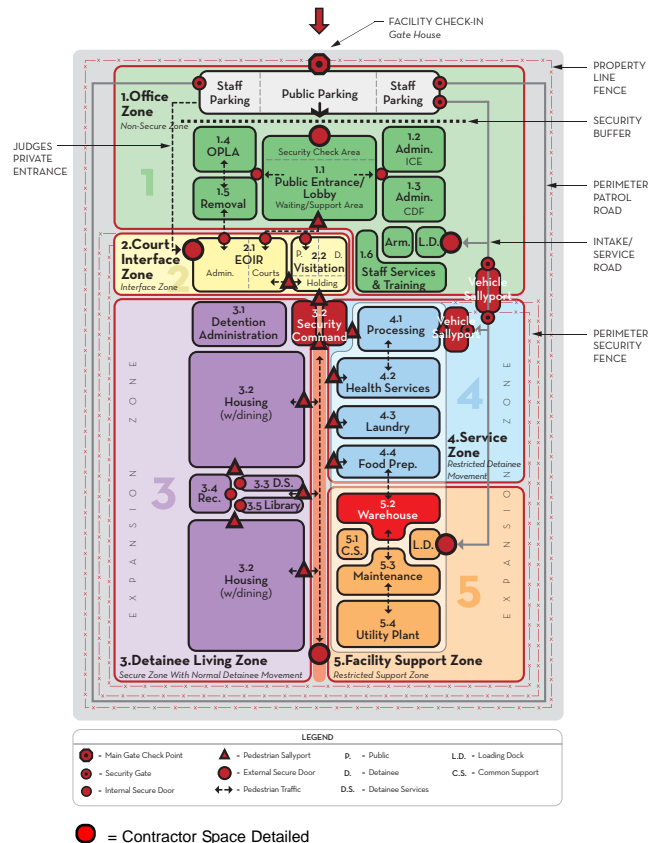 FACILITY CHECK-IN
Gate House
PROPERTY
LINE
FENCE
1.Office
Zone
Non-Secure Zone
Staff
Parking
Public Parking
Staff
Parking
SECURITY
BUFFER
JUDGES
PRIVATE
ENTRANCE
1
1.4
OPLA
Security Check Area
1.1
Public Entrance/
Lobby
Waiting/Support Area
1.2
Admin.
ICE
1.5
Removal
1.3
Admin.
CDF
PERIMETER
PATROL
ROAD
2.Court
Interface
Zone
Interface Zone
2
2.1
EOIR
Admin.
Courts
P.
D.
2.2
Visitation
Holding
1.6
Arm.
L.D.
Staff Services
& Training
INTAKE/
SERVICE
ROAD
Vehicle
Sallyport
3.1
Detention
Administration
3.2
Security
Command
4.1
Processing
Vehicle
Sallyport
PERIMETER
SECURITY
FENCE
EXPANSION ZONE
3.2
Housing
(w/dining)
4.2
Health Services
4.3
Laundry
4
4.Service
Zone
Restricted Detainee
Movement
4.4
Food Prep.
EXPANSION ZONE
3
3.4
Rec.
3.3 D.S.
3.5 Library
5.2
Warehouse
5.1
C.S.
L.D.
3.2
Housing
(w/dining)
5.3
Maintenance
5
5.4
Utility Plant
3.Detainee Living Zone
Secure Zone With Normal Detainee Movement
5.Facility Support Zone
Restricted Support Zone
LEGEND
- Main Gate Check Point
- Pedestrian Sallyport
P. - Public
L.D. - Loading Dock
- Security Gate
- External Secure Door
D. - Detainee
C.S. - Common Support
- Internal Secure Door
- Pedestrian Traffic
D.S. - Detainee Services
= Contractor Space Detailed